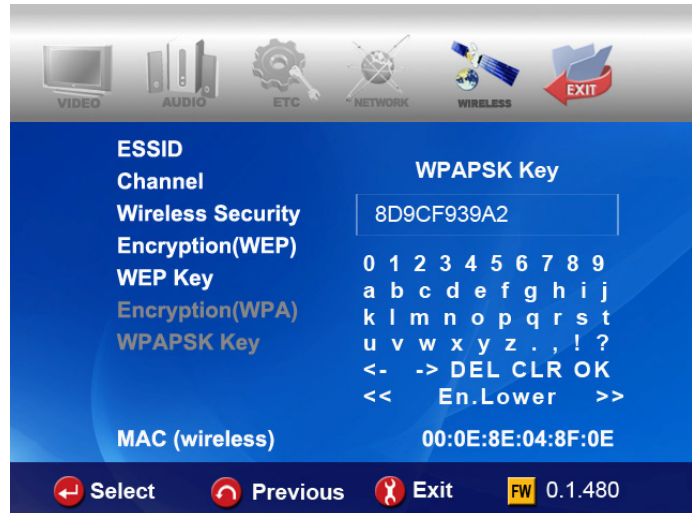 VIDEO AUDIO ETC NETWORK WIRELESS EXIT
ESSID
Channel
Wireless Security
Encryption(WEP)
WEP Key
Encryption(WPA)
WPAPSK Key
WPAPSK Key
8D9CF939A2
0 1 2 3 4 5 6 7 8 9
a b c d e f g h i j
k l m n o p q r s t
u v w x y z . , ! ?
<- -> DEL CLR OK
<< En.Lower >>
MAC (wireless) 00:0E:8E:04:8F:0E
Select Previous Exit FW 0.1.480